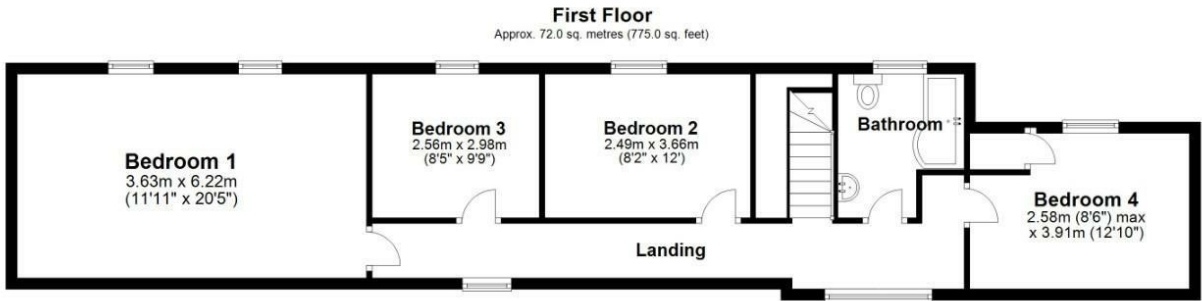 First Floor
Approx. 72.0 sq. metres (775.0 sq. feet)
Bedroom 1
3.63m x 6.22m
(11'11" x 20'5")
Bedroom 3
2.56m x 2.98m
(8'5" x 9'9")
Bedroom 2
2.49m x 3.66m
(8'2" x 12')
Bathroom
Bedroom 4
2.58m (8'6") max
x 3.91m (12'10")
Landing